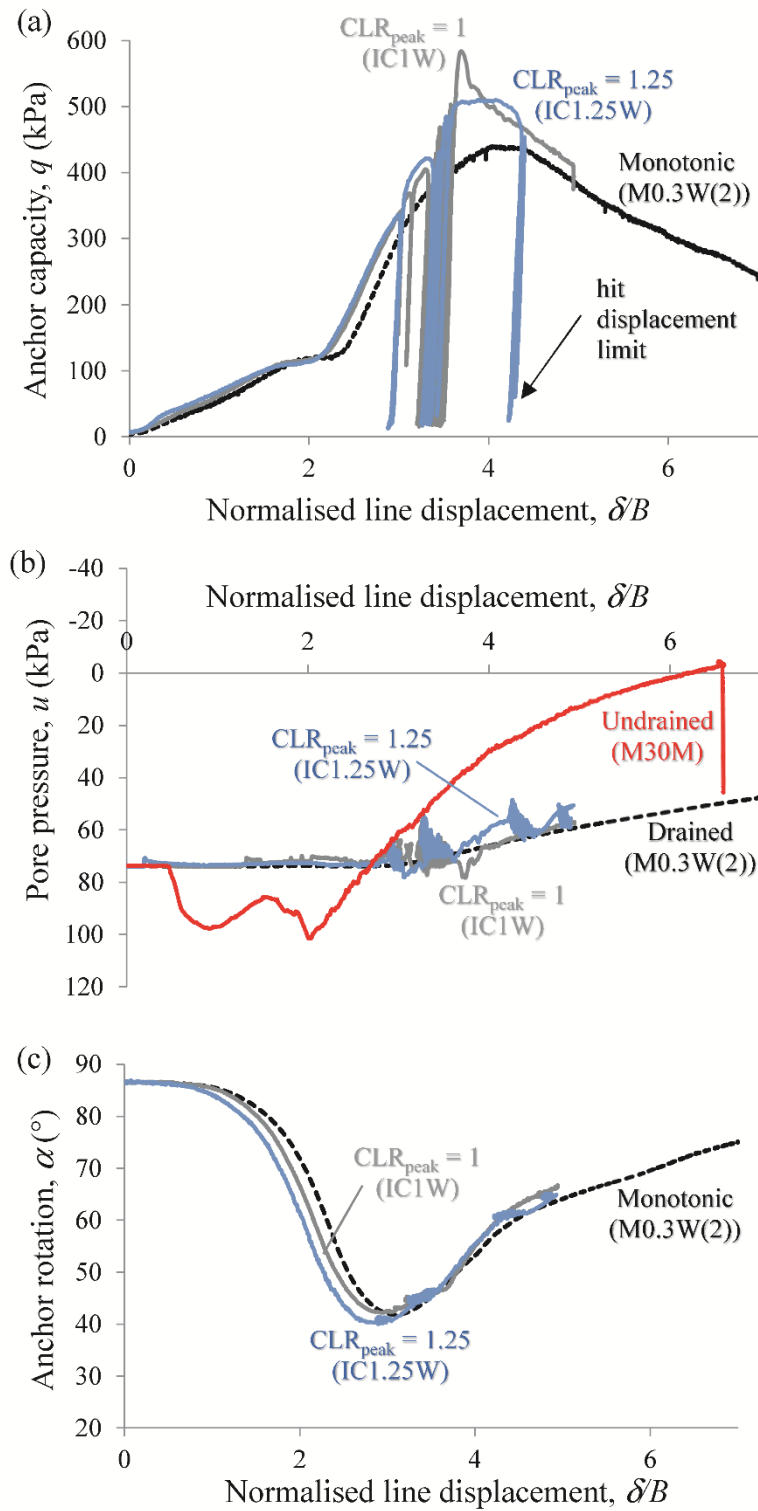 (a)
CLRpeak = 1
(IC1W)
CLRpeak = 1.25
(IC1.25W)
Monotonic
(M0.3W(2))
hit
displacement
limit
600
500
400
300
200
100
0
Anchor capacity, q (kPa)
0 2 4 6
Normalised line displacement, δ/B
(b)
Normalised line displacement, δ/B
0 2 4 6
-40
-20
0
20
40
60
80
100
120
Pore pressure, u (kPa)
CLRpeak = 1.25
(IC1.25W)
Undrained
(M30M)
Drained
(M0.3W(2))
CLRpeak = 1
(IC1W)
(c)
90
80
70
60
50
40
30
20
Anchor rotation, α (°)
CLRpeak = 1
(IC1W)
Monotonic
(M0.3W(2))
CLRpeak = 1.25
(IC1.25W)
0 2 4 6
Normalised line displacement, δ/B